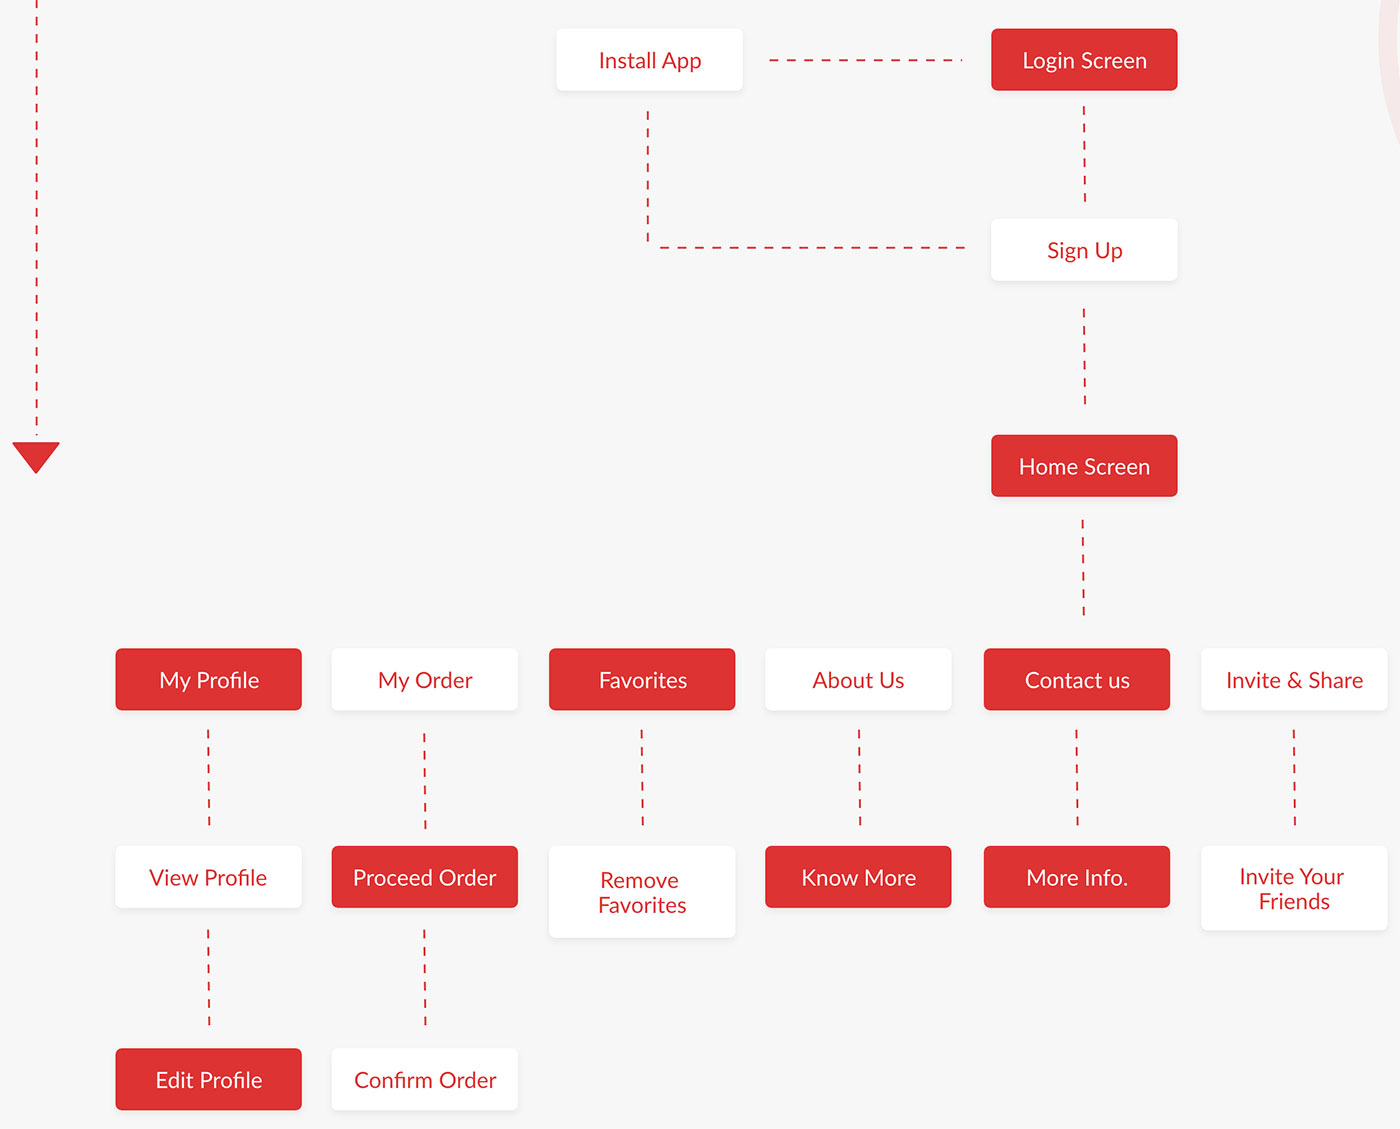 Install App
Login Screen
Sign Up
Home Screen
My Profile
My Order
Favorites
About Us
Contact us
Invite & Share
View Profile
Proceed Order
Remove
Favorites
Know More
More Info.
Invite Your
Friends
Edit Profile
Confirm Order